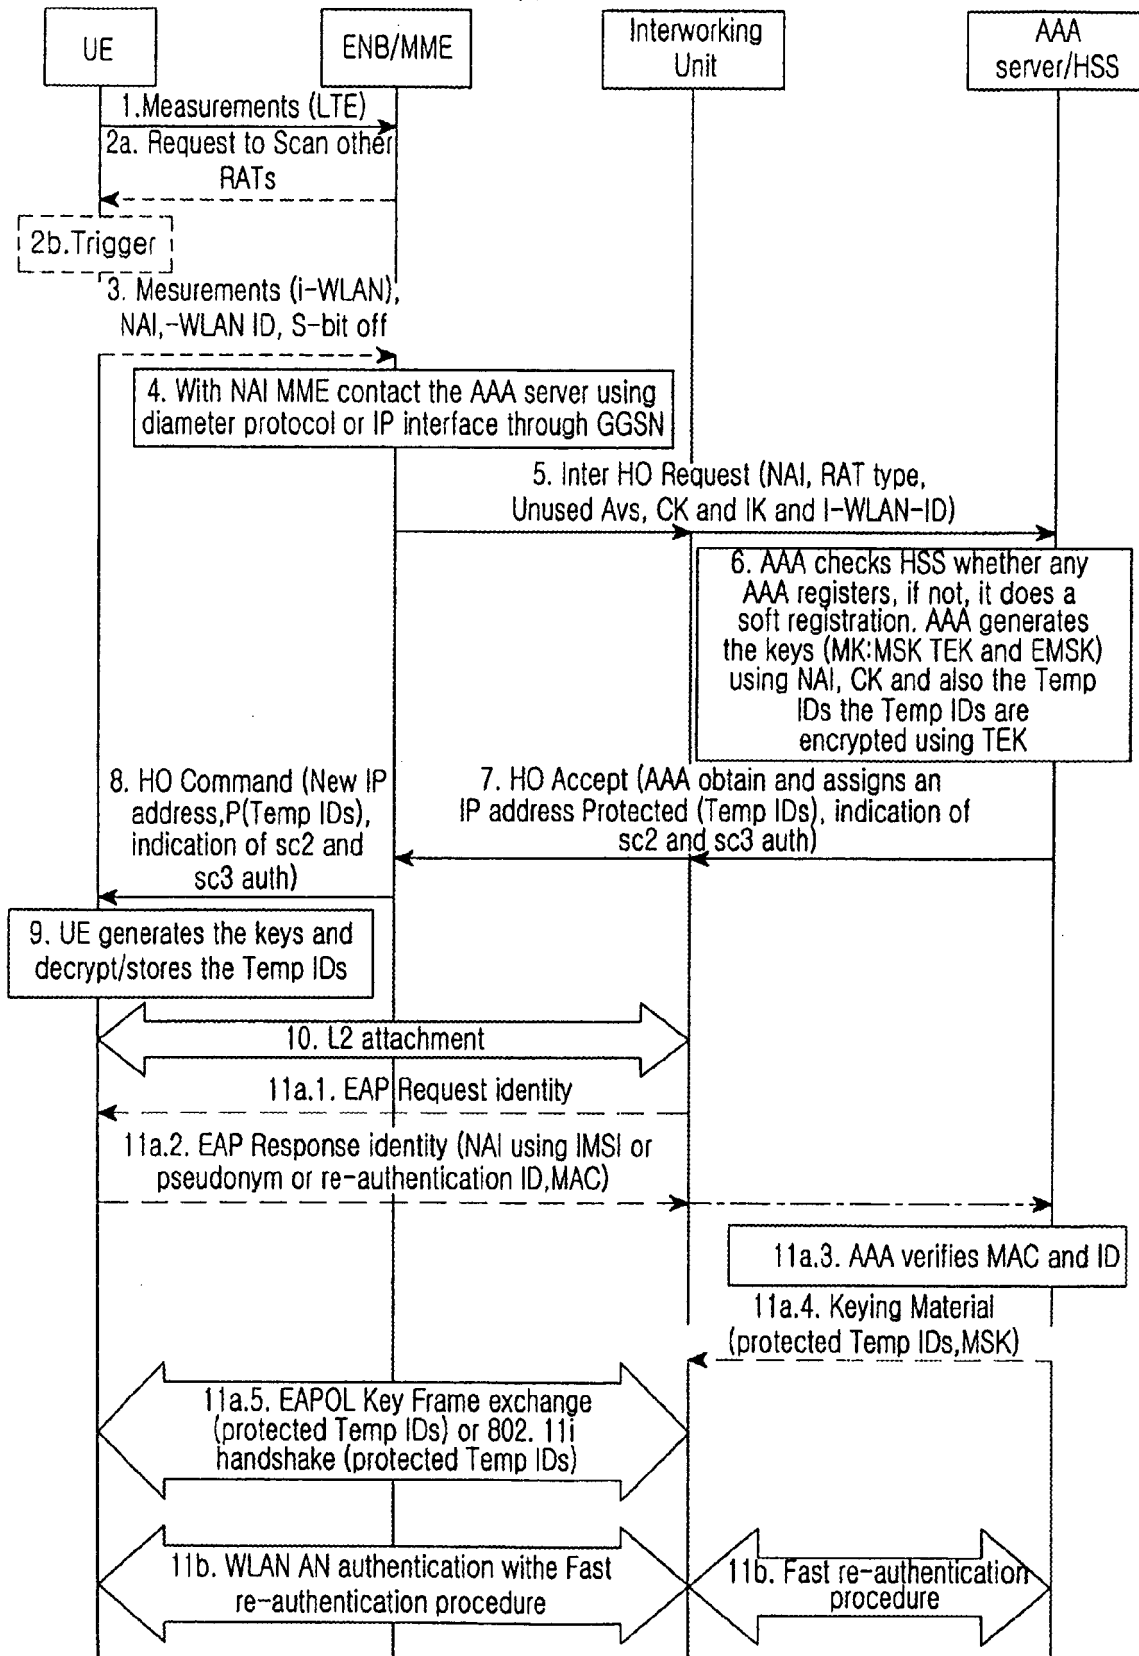 UE
ENB/MME
Interworking
Unit
AAA
server/HSS
1.Measurements (LTE)
2a. Request to Scan other
RATs
2b.Trigger
3. Mesurements (i-WLAN),
NAI,-WLAN ID, S-bit off
4. With NAI MME contact the AAA server using
diameter protocol or IP interface through GGSN
5. Inter HO Request (NAI, RAT type,
Unused Avs, CK and IK and I-WLAN-ID)
6. AAA checks HSS whether any
AAA registers, if not, it does a
soft registration. AAA generates
the keys (MK:MSK TEK and EMSK)
using NAI, CK and also the Temp
IDs the Temp IDs are
encrypted using TEK
7. HO Accept (AAA obtain and assigns an
IP address Protected (Temp IDs), indication of
sc2 and sc3 auth)
8. HO Command (New IP
address,P(Temp IDs),
indication of sc2 and
sc3 auth)
9. UE generates the keys and
decrypt/stores the Temp IDs
10. L2 attachment
11a.1. EAP Request identity
11a.2. EAP Response identity (NAI using IMSI or
pseudonym or re-authentication ID,MAC)
11a.3. AAA verifies MAC and ID
11a.4. Keying Material
(protected Temp IDs,MSK)
11a.5. EAPOL Key Frame exchange
(protected Temp IDs) or 802. 11i
handshake (protected Temp IDs)
11b. WLAN AN authentication withe Fast
re-authentication procedure
11b. Fast re-authentication
procedure